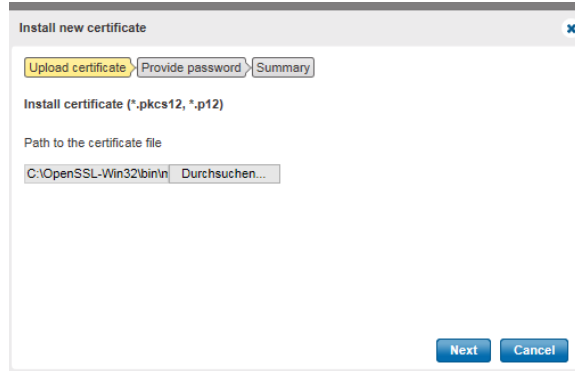 Install new certificate
Upload certificate Provide password Summary
Install certificate (*.pkcs12, *.p12)
Path to the certificate file
C:\OpenSSL-Win32\bin\n Durchsuchen...
Next Cancel